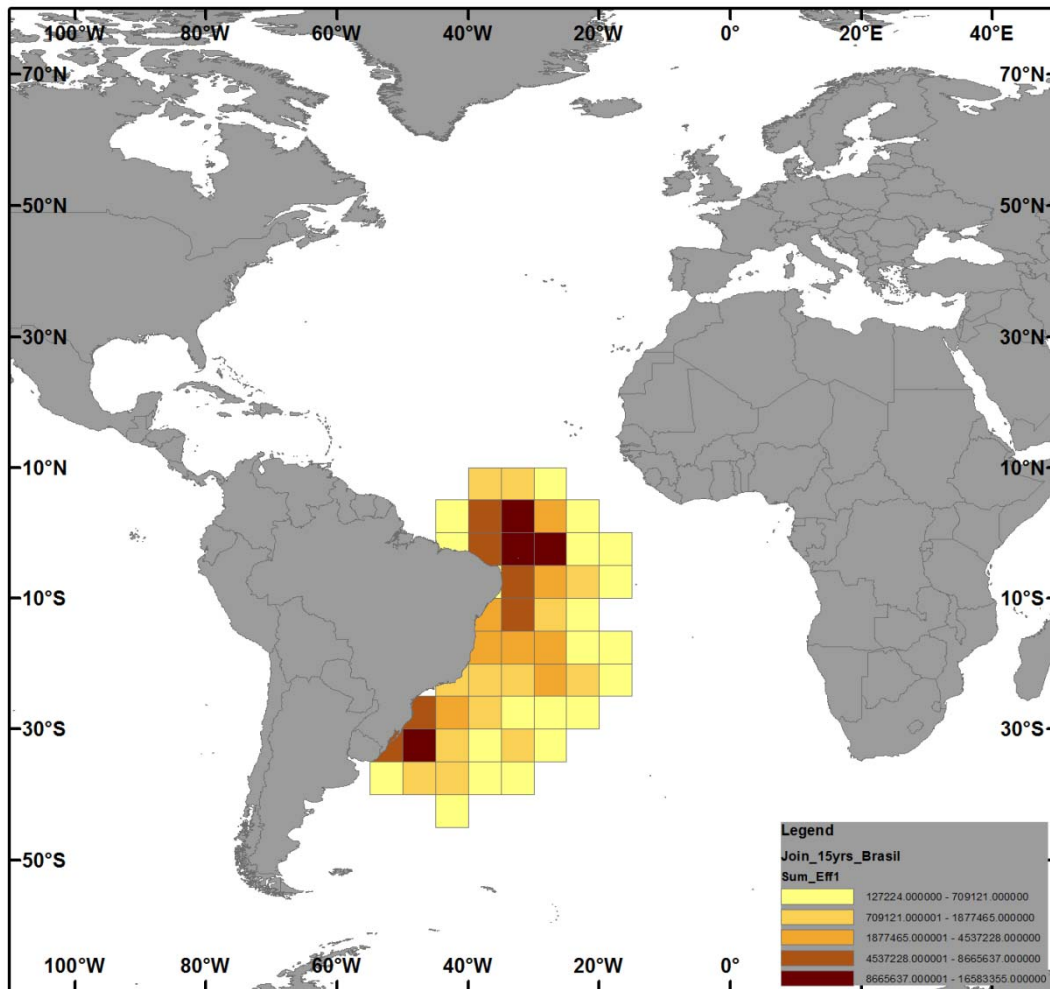 100°W 80°W 60°W 40°W 20°W 0° 20°E 40°E
70°N 70°N
50°N 50°N
30°N 30°N
10°N 10°N
10°S 10°S
30°S 30°S
50°S
Legend
Join_15yrs_Brasil
Sum_Eff1
127224.000000 - 709121.000000
709121.000001 - 1877465.000000
1877465.000001 - 4537228.000000
4537228.000001 - 8665637.000000
8665637.000001 - 16583355.000000
100°W 80°W 60°W 40°W 20°W 0°